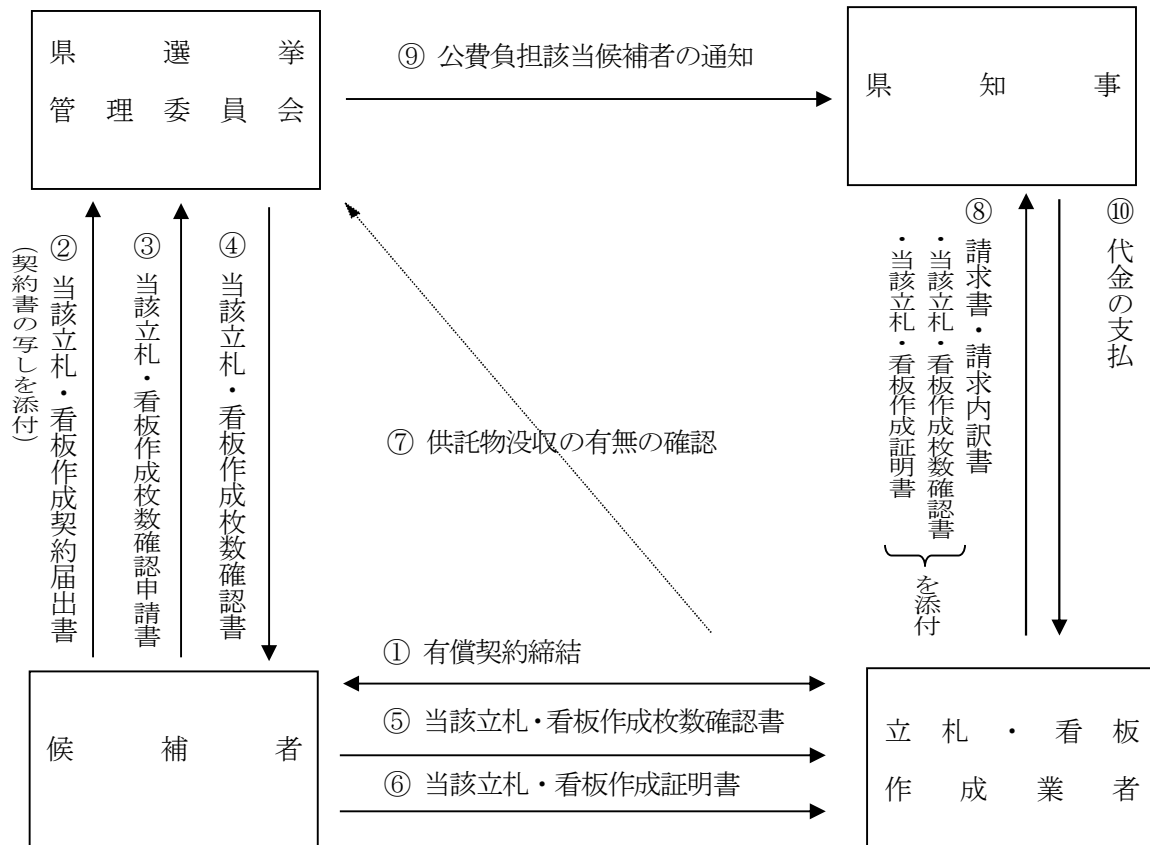 県選挙
管理委員会
⑨ 公費負担該当候補者の通知
県知事
② 当該立札・看板作成契約届出書
(契約書の写しを添付)
③ 当該立札・看板作成枚数確認申請書
④ 当該立札・看板作成枚数確認書
⑦ 供託物没収の有無の確認
⑧ 請求書・請求内訳書
・当該立札・看板作成枚数確認書
・当該立札・看板作成証明書
を添付
⑩ 代金の支払
① 有償契約締結
⑤ 当該立札・看板作成枚数確認書
⑥ 当該立札・看板作成証明書
候補者
立札・看板
作成業者